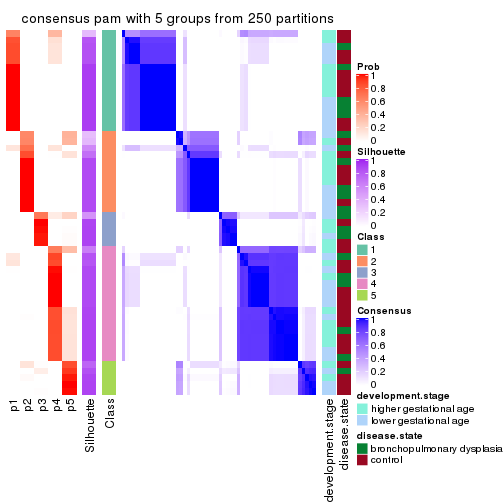 consensus pam with 5 groups from 250 partitions
Prob
1
0.8
0.6
0.4
0.2
0
Silhouette
1
0.8
0.6
0.4
0.2
0
Class
1
2
3
4
5
Consensus
1
0.8
0.6
0.4
0.2
0
development.stage
higher gestational age
lower gestational age
disease.state
bronchopulmonary dysplasia
control
p1
p2
p3
p4
p5
Silhouette
Class
development.stage
disease.state